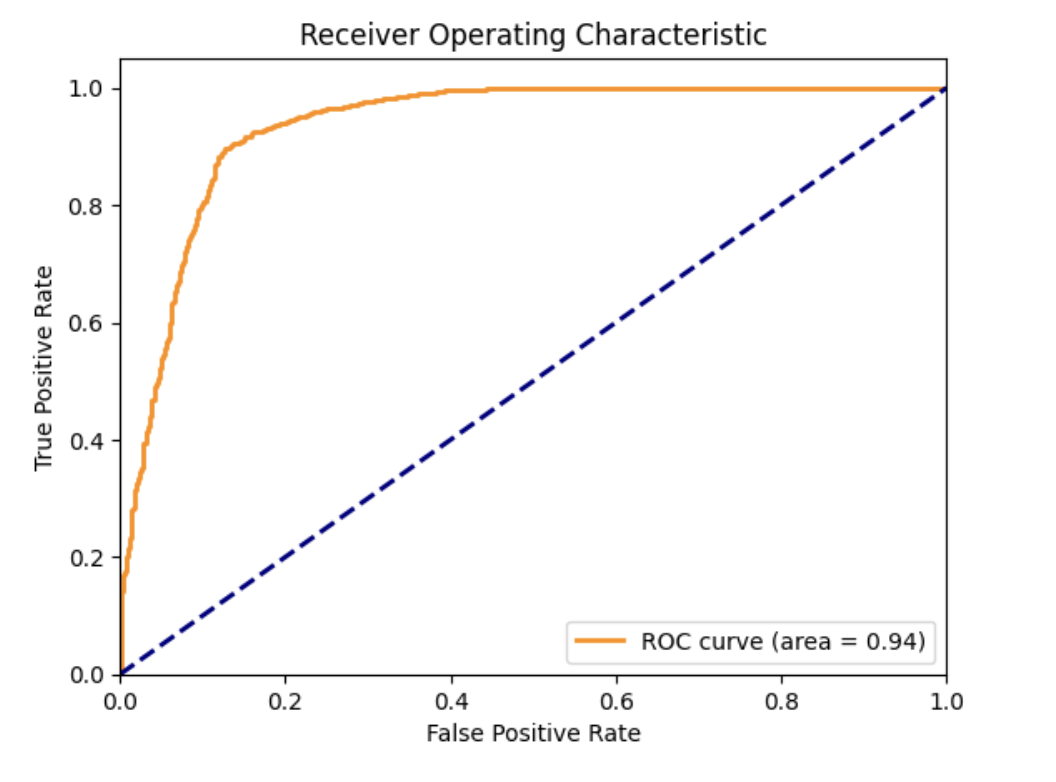 Receiver Operating Characteristic
True Positive Rate
1.0
0.8
0.6
0.4
0.2
0.0
ROC curve (area = 0.94)
0.0 0.2 0.4 0.6 0.8 1.0
False Positive Rate